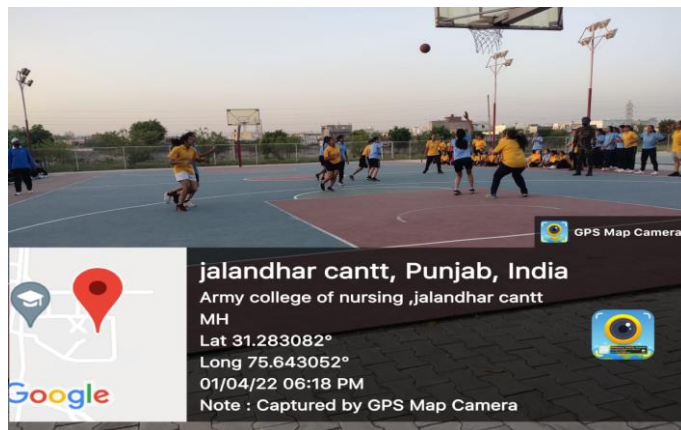 GPS Map Camera
jalandhar cantt, Punjab, India
Army college of nursing ,jalandhar cantt
MH
Lat 31.283082°
Long 75.643052°
01/04/22 06:18 PM
Note : Captured by GPS Map Camera
Google